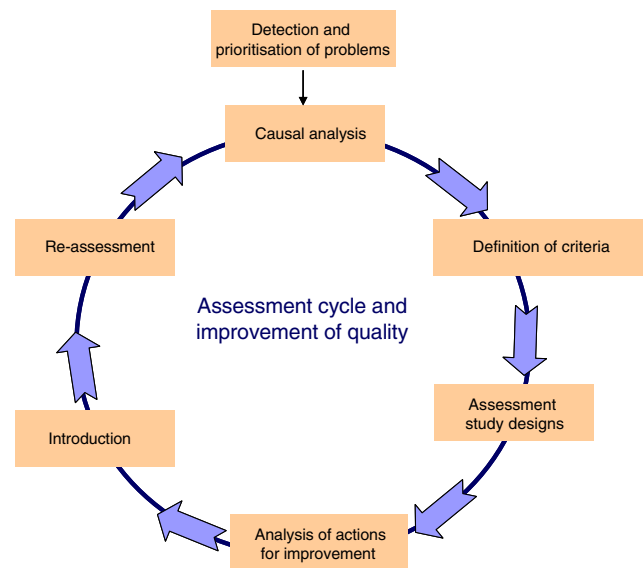 Detection and
prioritisation of problems
Causal analysis
Definition of criteria
Assessment
study designs
Analysis of actions
for improvement
Introduction
Re-assessment
Assessment cycle and
improvement of quality